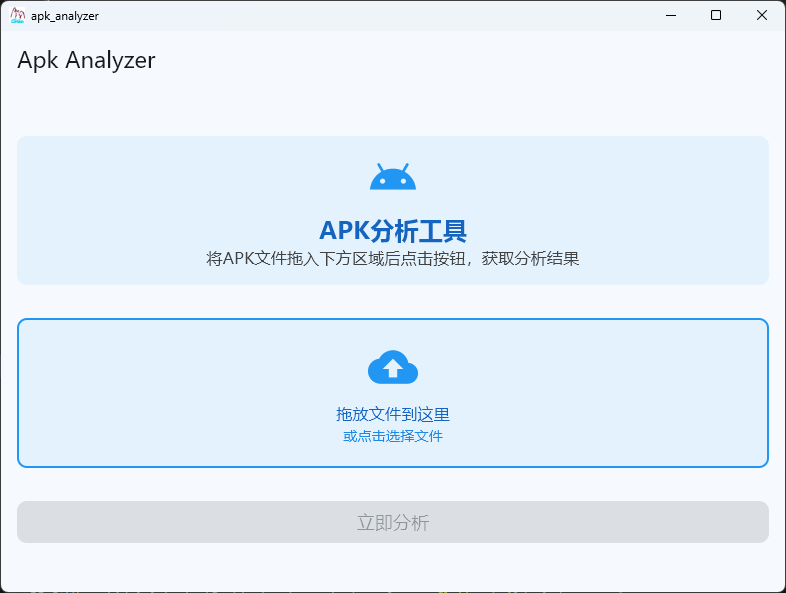 apk_analyzer
Apk Analyzer
APK分析工具
将APK文件拖入下方区域后点击按钮，获取分析结果
拖放文件到这里
或点击选择文件
立即分析